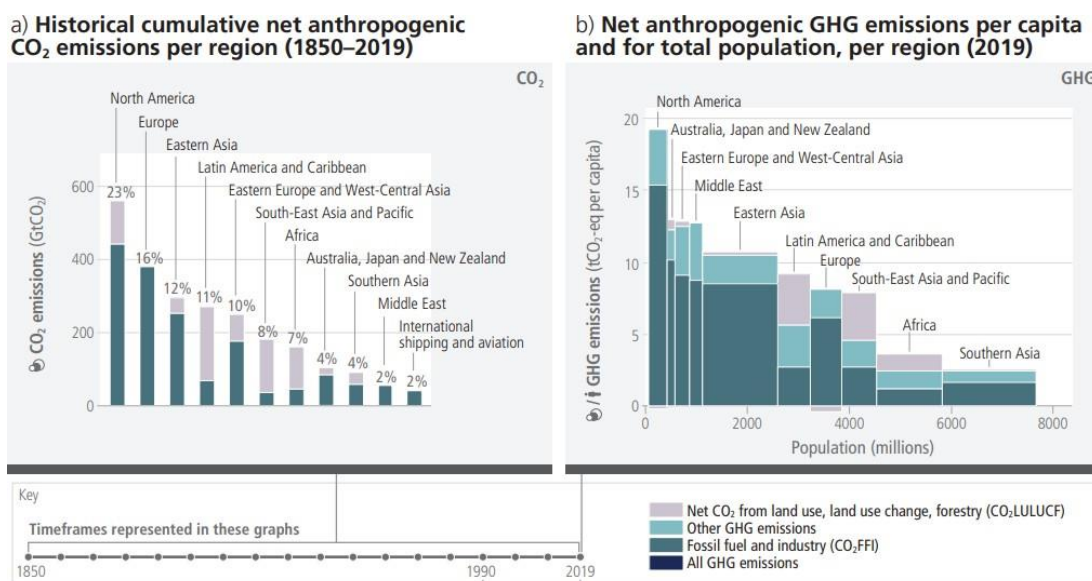 a) Historical cumulative net anthropogenic
CO₂ emissions per region (1850–2019)
CO₂
North America
Europe
Eastern Asia
Latin America and Caribbean
Eastern Europe and West-Central Asia
South-East Asia and Pacific
Africa
Australia, Japan and New Zealand
Southern Asia
Middle East
International
shipping and aviation
CO₂ emissions (GtCO₂)
600
400
200
0
23%
16%
12%
11%
10%
8%
7%
4%
4%
2%
2%
b) Net anthropogenic GHG emissions per capita
and for total population, per region (2019)
GHG
North America
Australia, Japan and New Zealand
Eastern Europe and West-Central Asia
Middle East
Eastern Asia
Latin America and Caribbean
Europe
South-East Asia and Pacific
Africa
Southern Asia
/ GHG emissions (tCO₂-eq per capita)
20
15
10
5
0
0
2000
4000
6000
8000
Population (millions)
Key
Timeframes represented in these graphs
1850
1990
2019
Net CO₂ from land use, land use change, forestry (CO₂LULUCF)
Other GHG emissions
Fossil fuel and industry (CO₂FFI)
All GHG emissions